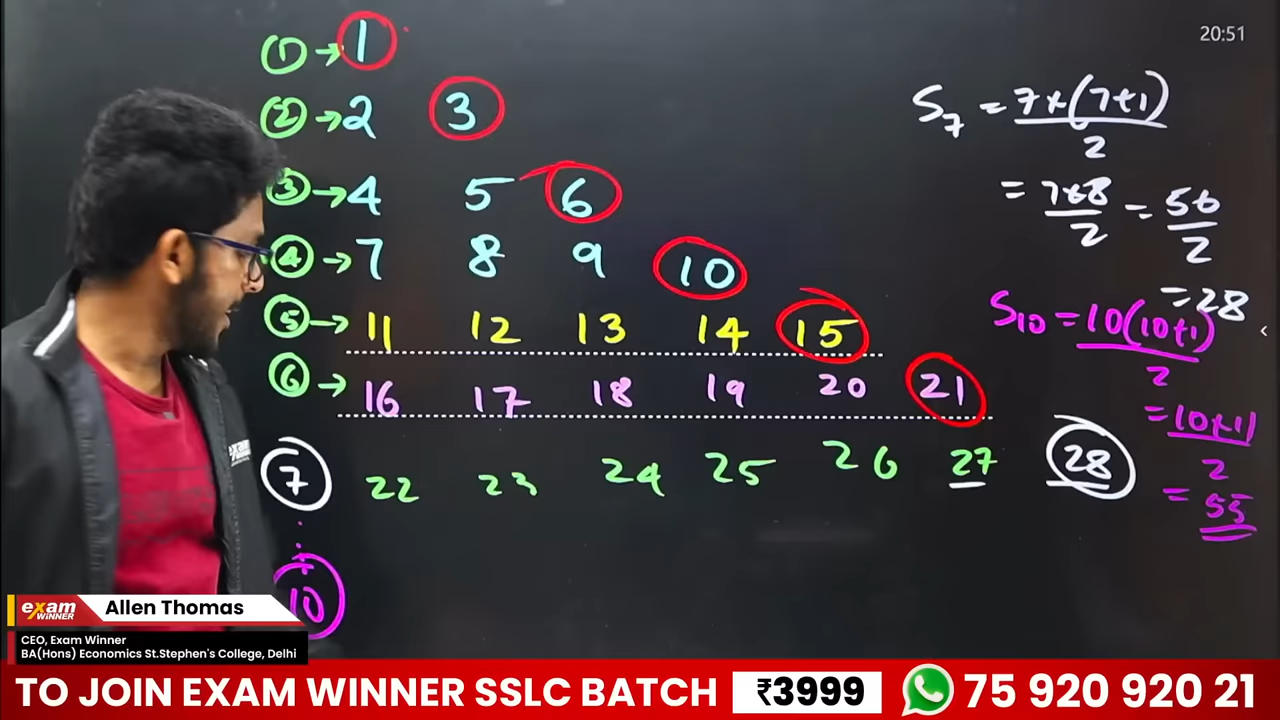 20:51
① → 1
② → 2 3
③ → 4 5 6
④ → 7 8 9 10
⑤ → 11 12 13 14 15
⑥ → 16 17 18 19 20 21
⑦ 22 23 24 25 26 27 28
⋮
⑩
S₇ = 7×(7+1)
2
= 7×8 = 56
2 2
= 28
S₁₀ = 10(10+1)
2
= 10×11
2
= 55
exam WINNER
Allen Thomas
CEO, Exam Winner
BA(Hons) Economics St.Stephen's College, Delhi
TO JOIN EXAM WINNER SSLC BATCH ₹3999 75 920 920 21